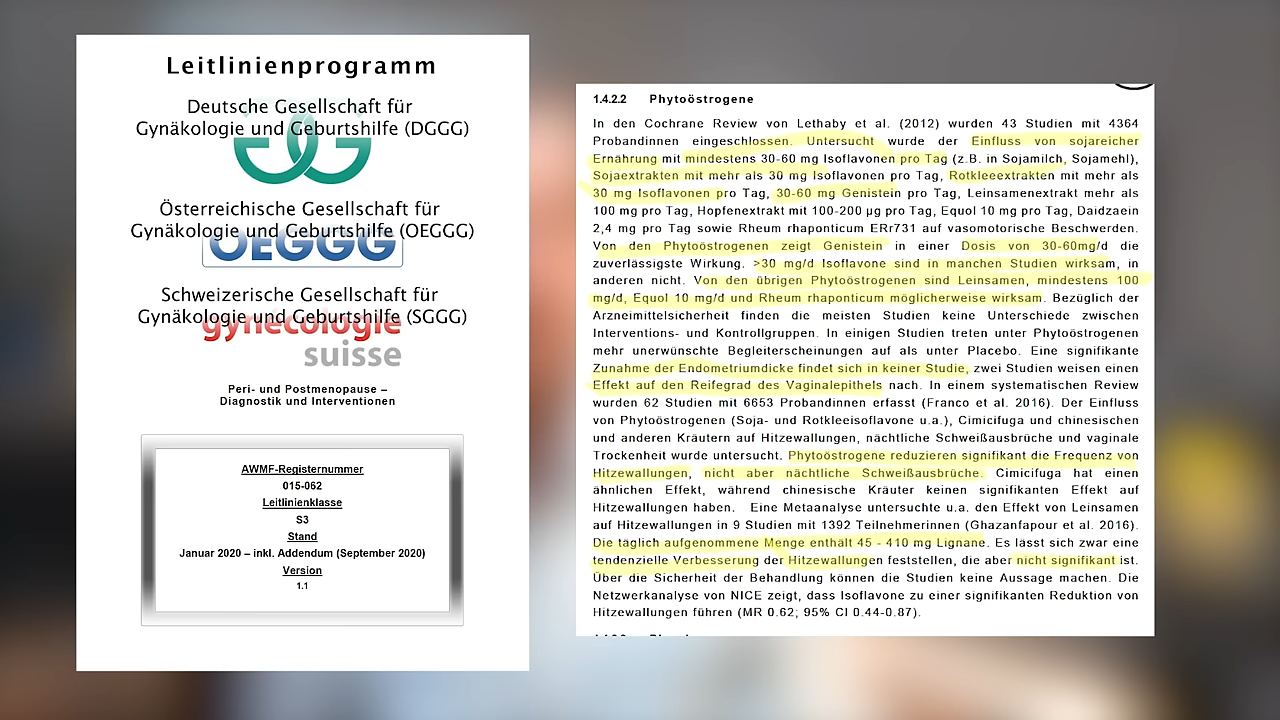 Leitlinienprogramm
Deutsche Gesellschaft für
Gynäkologie und Geburtshilfe (DGGG)
Österreichische Gesellschaft für
Gynäkologie und Geburtshilfe (OEGGG)
OEGGG
Schweizerische Gesellschaft für
Gynäkologie und Geburtshilfe (SGGG)
gynécologie
suisse
Peri- und Postmenopause –
Diagnostik und Interventionen
AWMF-Registernummer
015-062
Leitlinienklasse
S3
Stand
Januar 2020 – inkl. Addendum (September 2020)
Version
1.1
1.4.2.2 Phytoöstrogene
In den Cochrane Review von Lethaby et al. (2012) wurden 43 Studien mit 4364
Probandinnen eingeschlossen. Untersucht wurde der Einfluss von sojareicher
Ernährung mit mindestens 30-60 mg Isoflavonen pro Tag (z.B. in Sojamilch, Sojamehl),
Sojaextrakten mit mehr als 30 mg Isoflavonen pro Tag, Rotkleeextrakten mit mehr als
30 mg Isoflavonen pro Tag, 30-60 mg Genistein pro Tag, Leinsamenextrakt mehr als
100 mg pro Tag, Hopfenextrakt mit 100-200 µg pro Tag, Equol 10 mg pro Tag, Daidzaein
2,4 mg pro Tag sowie Rheum rhaponticum ERr731 auf vasomotorische Beschwerden.
Von den Phytoöstrogenen zeigt Genistein in einer Dosis von 30-60mg/d die
zuverlässigste Wirkung. >30 mg/d Isoflavone sind in manchen Studien wirksam, in
anderen nicht. Von den übrigen Phytoöstrogenen sind Leinsamen, mindestens 100
mg/d, Equol 10 mg/d und Rheum rhaponticum möglicherweise wirksam. Bezüglich der
Arzneimittelsicherheit finden die meisten Studien keine Unterschiede zwischen
Interventions- und Kontrollgruppen. In einigen Studien treten unter Phytoöstrogenen
mehr unerwünschte Begleiterscheinungen auf als unter Placebo. Eine signifikante
Zunahme der Endometriumdicke findet sich in keiner Studie, zwei Studien weisen einen
Effekt auf den Reifegrad des Vaginalepithels nach. In einem systematischen Review
wurden 62 Studien mit 6653 Probandinnen erfasst (Franco et al. 2016). Der Einfluss
von Phytoöstrogenen (Soja- und Rotkleeisoflavone u.a.), Cimicifuga and chinesischen
und anderen Kräutern auf Hitzewallungen, nächtliche Schweißausbrüche und vaginale
Trockenheit wurde untersucht. Phytoöstrogene reduzieren signifikant die Frequenz von
Hitzewallungen, nicht aber nächtliche Schweißausbrüche. Cimicifuga hat einen
ähnlichen Effekt, während chinesische Kräuter keinen signifikanten Effekt auf
Hitzewallungen haben. Eine Metaanalyse untersuchte u.a. den Effekt von Leinsamen
auf Hitzewallungen in 9 Studien mit 1392 Teilnehmerinnen (Ghazanfapour et al. 2016).
Die täglich aufgenommene Menge enthält 45 - 410 mg Lignane. Es lässt sich zwar eine
tendenzielle Verbesserung der Hitzewallungen feststellen, die aber nicht signifikant ist.
Über die Sicherheit der Behandlung können die Studien keine Aussage machen. Die
Netzwerkanalyse von NICE zeigt, dass Isoflavone zu einer signifikanten Reduktion von
Hitzewallungen führen (MR 0.62; 95% CI 0.44-0.87).